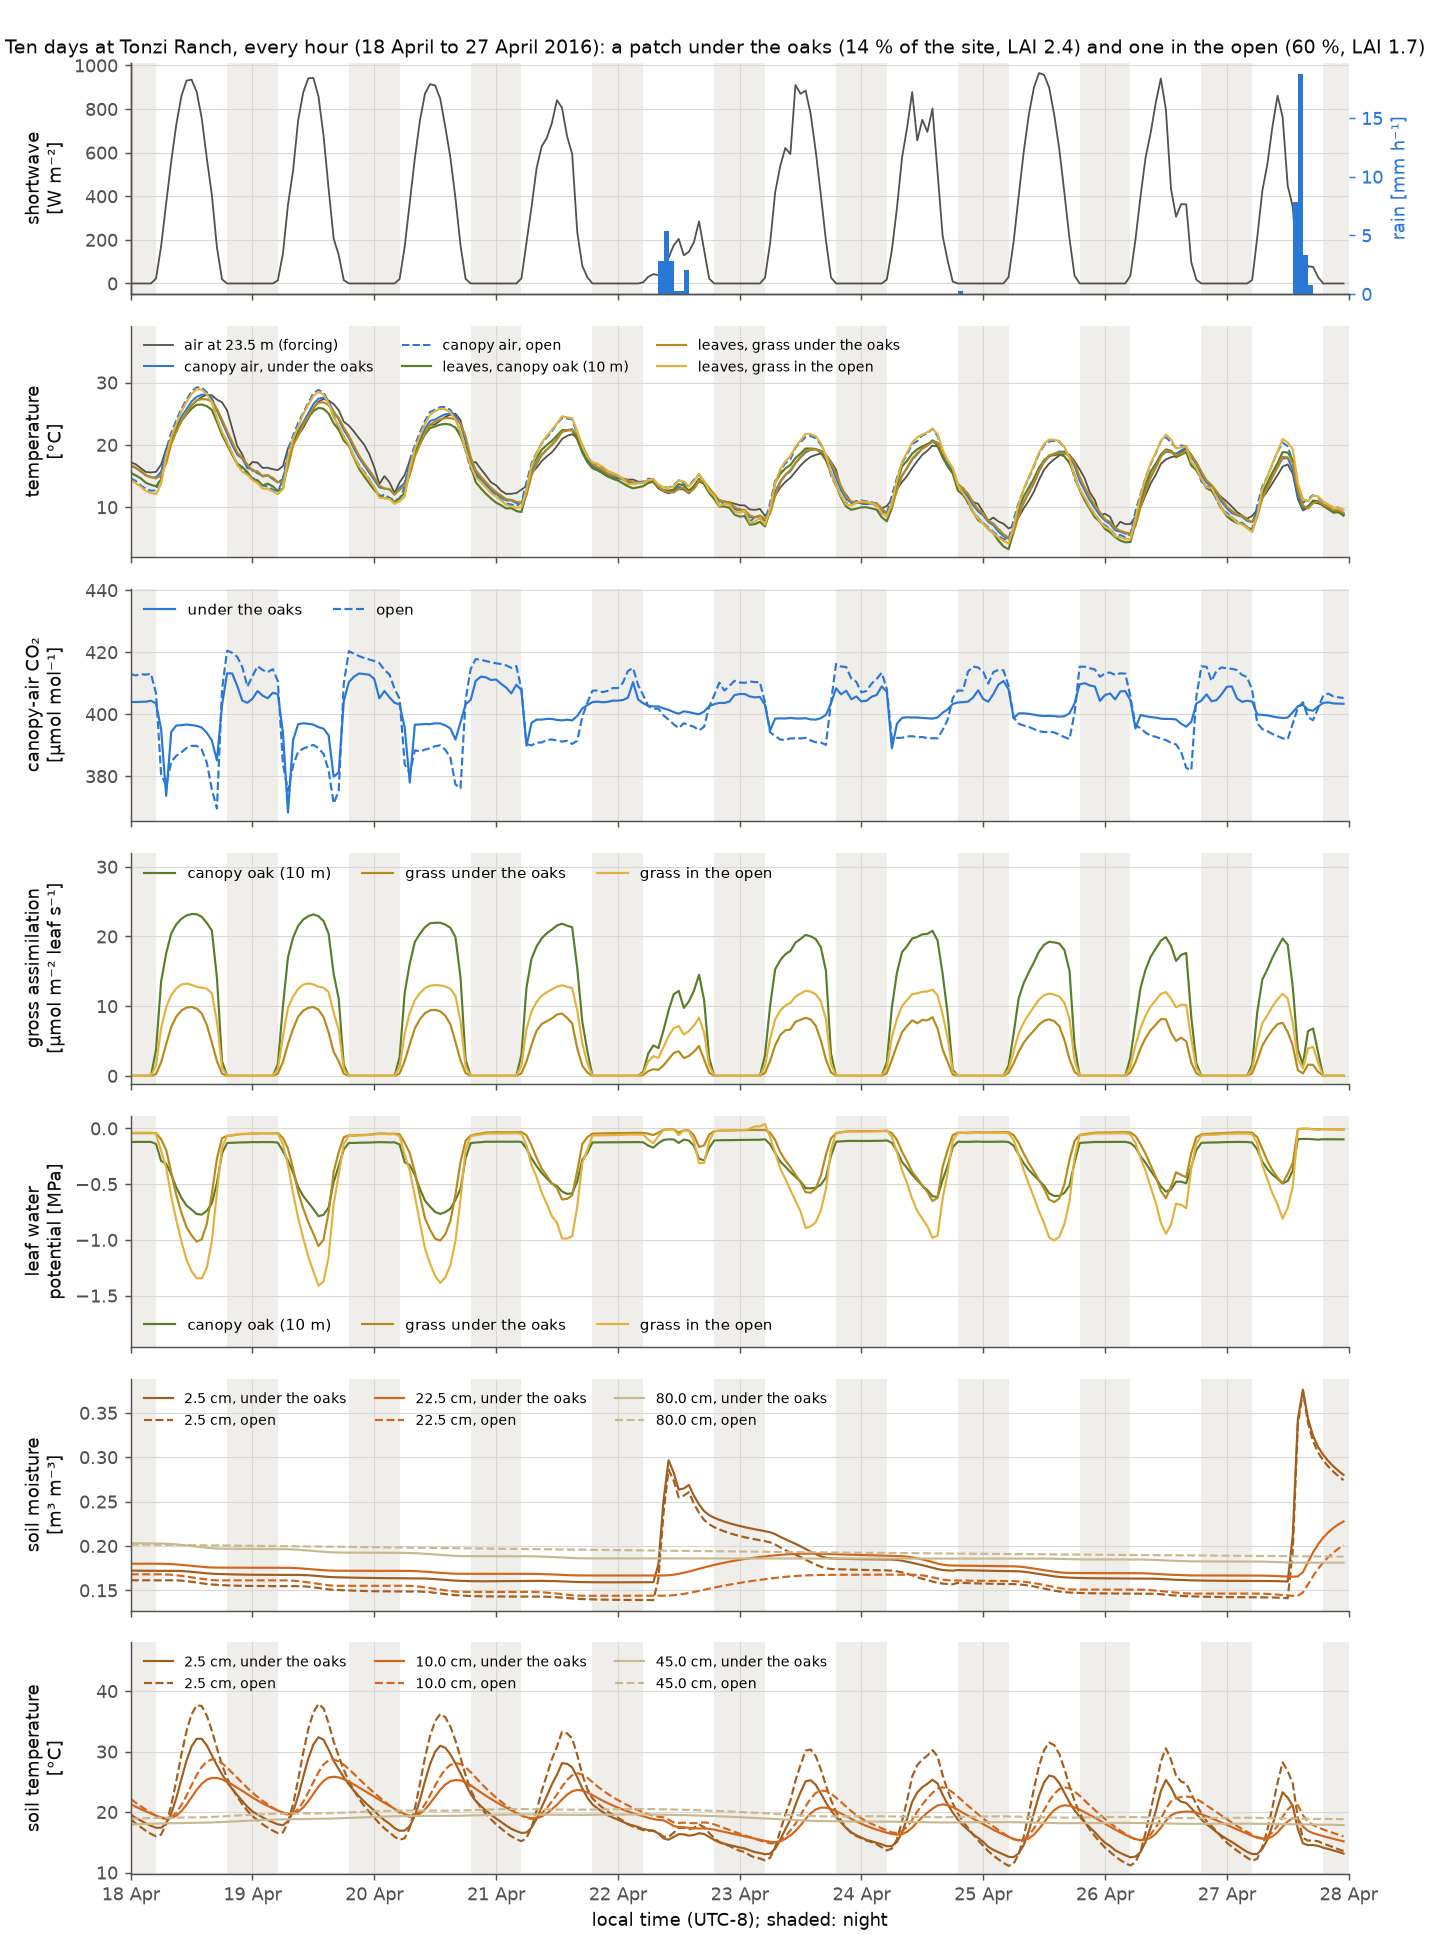 Ten days at Tonzi Ranch, every hour (18 April to 27 April 2016): a patch under the oaks (14 % of the site, LAI 2.4) and one in the open (60 %, LAI 1.7)
shortwave
[W m⁻²]
1000
800
600
400
200
0
rain [mm h⁻¹]
15
10
5
0
temperature
[°C]
30
20
10
air at 23.5 m (forcing)
canopy air, under the oaks
canopy air, open
leaves, canopy oak (10 m)
leaves, grass under the oaks
leaves, grass in the open
canopy-air CO₂
[µmol mol⁻¹]
440
420
400
380
under the oaks
open
gross assimilation
[µmol m⁻² leaf s⁻¹]
30
20
10
0
canopy oak (10 m)
grass under the oaks
grass in the open
leaf water
potential [MPa]
0.0
−0.5
−1.0
−1.5
canopy oak (10 m)
grass under the oaks
grass in the open
soil moisture
[m³ m⁻³]
0.35
0.30
0.25
0.20
0.15
2.5 cm, under the oaks
2.5 cm, open
22.5 cm, under the oaks
22.5 cm, open
80.0 cm, under the oaks
80.0 cm, open
soil temperature
[°C]
40
30
20
10
2.5 cm, under the oaks
2.5 cm, open
10.0 cm, under the oaks
10.0 cm, open
45.0 cm, under the oaks
45.0 cm, open
18 Apr
19 Apr
20 Apr
21 Apr
22 Apr
23 Apr
24 Apr
25 Apr
26 Apr
27 Apr
28 Apr
local time (UTC-8); shaded: night